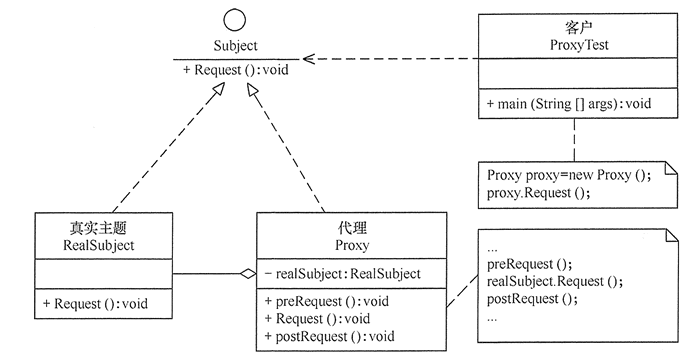 Subject
+ Request ():void
客户
ProxyTest
+ main (String [] args):void
Proxy proxy=new Proxy ();
proxy.Request ();
真实主题
RealSubject
+ Request ():void
代理
Proxy
- realSubject:RealSubject
+ preRequest ():void
+ Request ():void
+ postRequest ():void
...
preRequest ();
realSubject.Request ();
postRequest ();
...